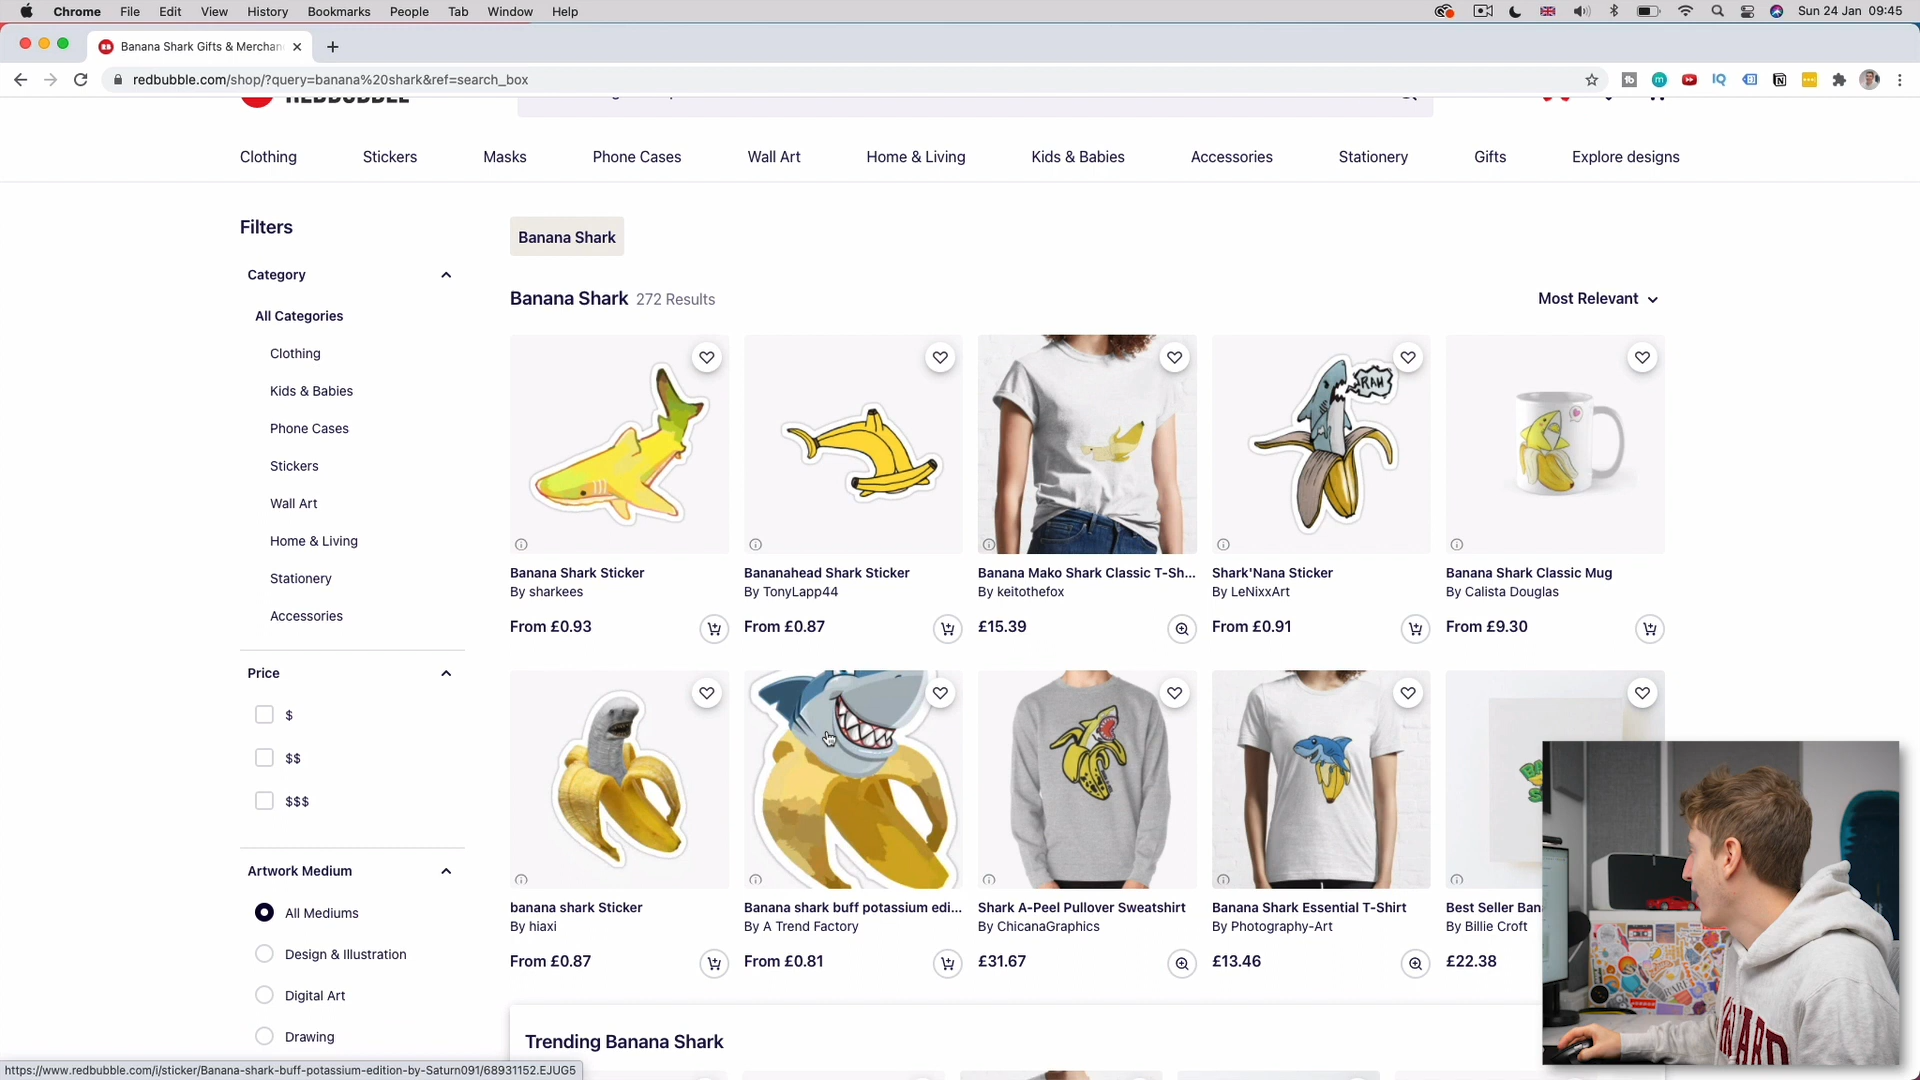 Chrome File Edit View History Bookmarks People Tab Window Help Sun 24 Jan 09:45
Banana Shark Gifts & Merchan
redbubble.com/shop/?query=banana%20shark&ref=search_box
REDBUBBLE
Clothing Stickers Masks Phone Cases Wall Art Home & Living Kids & Babies Accessories Stationery Gifts Explore designs
Filters
Category
All Categories
Clothing
Kids & Babies
Phone Cases
Stickers
Wall Art
Home & Living
Stationery
Accessories
Price
$
$$
$$$
Artwork Medium
All Mediums
Design & Illustration
Digital Art
Drawing
Banana Shark
Banana Shark 272 Results
Most Relevant
RAH
Banana Shark Sticker
By sharkees
From £0.93
Bananahead Shark Sticker
By TonyLapp44
From £0.87
Banana Mako Shark Classic T-Sh...
By keitothefox
£15.39
Shark'Nana Sticker
By LeNixxArt
From £0.91
Banana Shark Classic Mug
By Calista Douglas
From £9.30
banana shark Sticker
By hiaxi
From £0.87
Banana shark buff potassium edi...
By A Trend Factory
From £0.81
Shark A-Peel Pullover Sweatshirt
By ChicanaGraphics
£31.67
Banana Shark Essential T-Shirt
By Photography-Art
£13.46
Best Seller Ban
By Billie Croft
£22.38
Trending Banana Shark
https://www.redbubble.com/i/sticker/Banana-shark-buff-potassium-edition-by-Saturn091/68931152.EJUG5